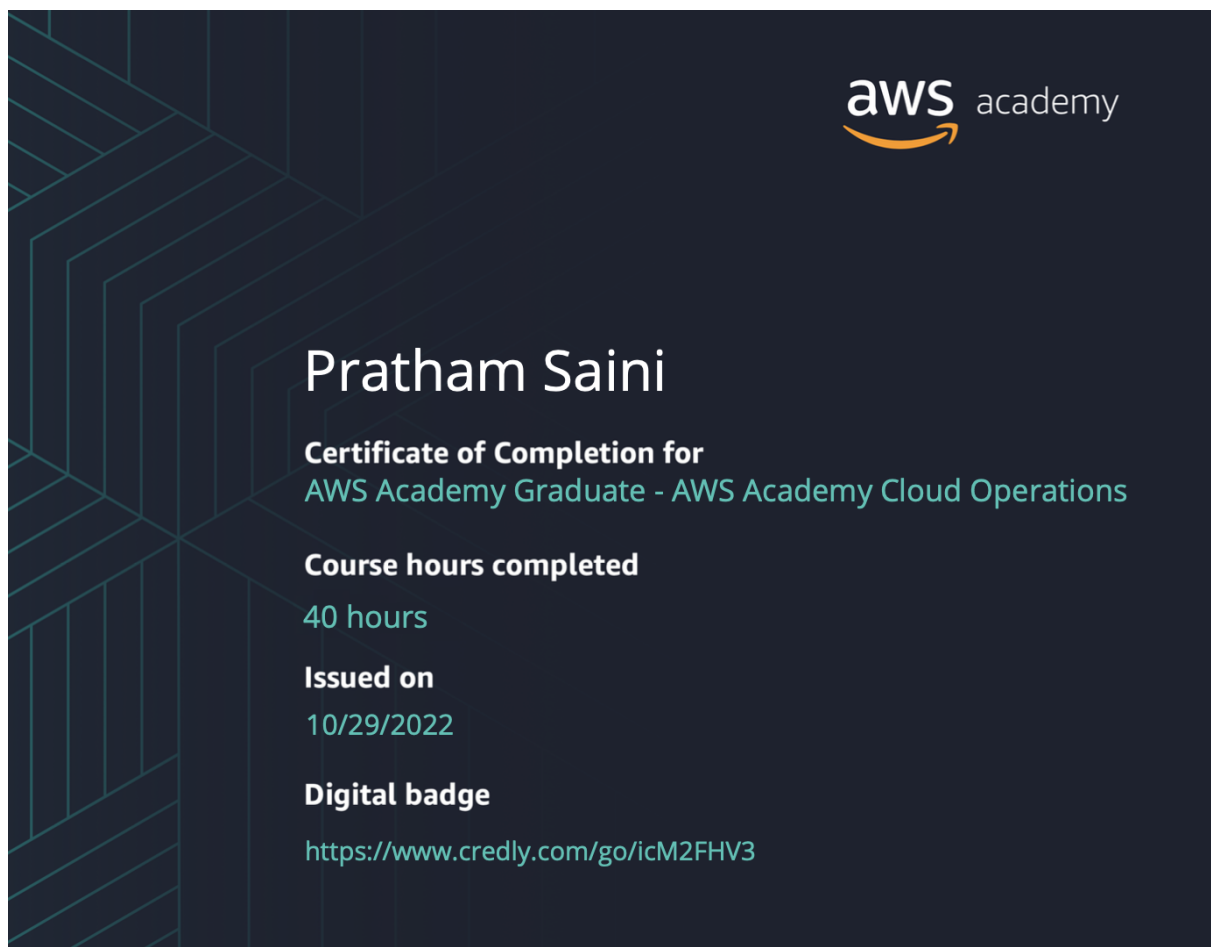 aws academy
Pratham Saini
Certificate of Completion for
AWS Academy Graduate - AWS Academy Cloud Operations
Course hours completed
40 hours
Issued on
10/29/2022
Digital badge
https://www.credly.com/go/icM2FHV3